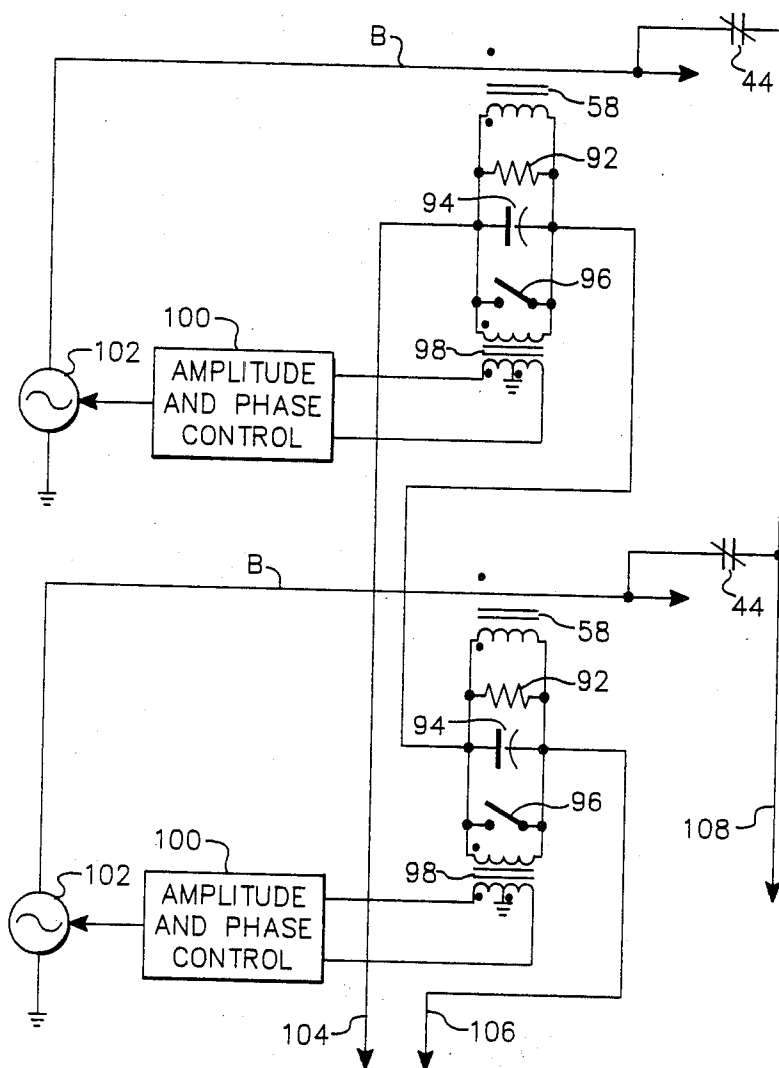 B
44
58
92
94
96
100
102
98
AMPLITUDE
AND PHASE
CONTROL
B
44
58
92
94
96
108
100
102
98
AMPLITUDE
AND PHASE
CONTROL
104
106